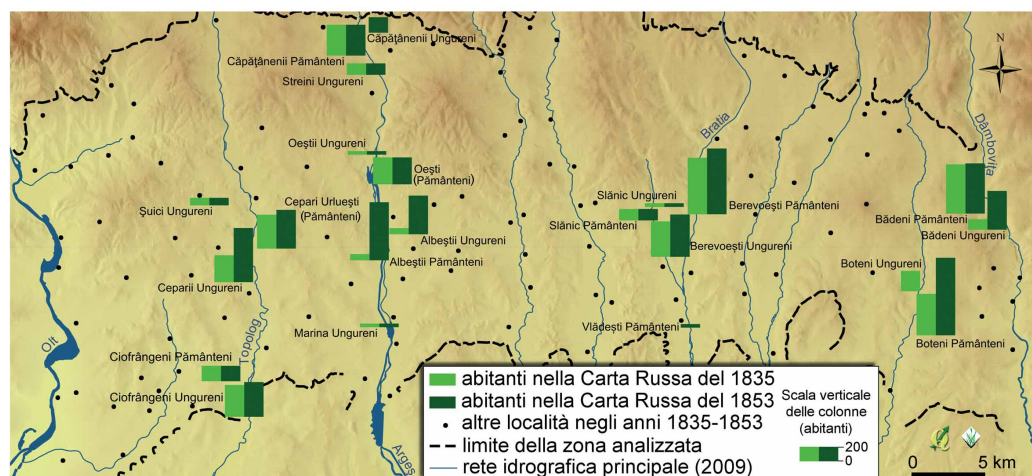 N
Căpăţânenii Ungureni
Căpăţânenii Pământeni
Streini Ungureni
Bratia
Dâmboviţa
Oeştii Ungureni
Oeşti
(Pământeni)
Slănic Ungureni
Şuici Ungureni
Cepari Urlueşti
(Pământeni)
Slănic Pământeni
Berevoeşti Pământeni
Bădeni Pământeni
Bădeni Ungureni
Albeştii Ungureni
Berevoeşti Ungureni
Albeştii Pământeni
Boteni Ungureni
Ceparii Ungureni
Olt
Topolog
Marina Ungureni
Vlădeşti Pământeni
Boteni Pământeni
Ciofrângeni Pământeni
Ciofrângeni Ungureni
Argeş
abitanti nella Carta Russa del 1835
abitanti nella Carta Russa del 1853
altre località negli anni 1835-1853
limite della zona analizzata
rete idrografica principale (2009)
Scala verticale
delle colonne
(abitanti)
200
0
0 5 km